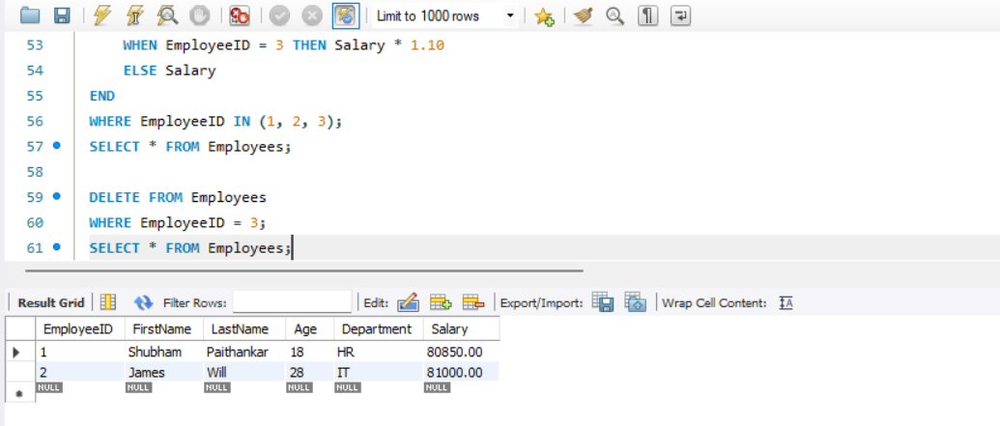 Limit to 1000 rows
53 WHEN EmployeeID = 3 THEN Salary * 1.10
54 ELSE Salary
55 END
56 WHERE EmployeeID IN (1, 2, 3);
57 SELECT * FROM Employees;
58
59 DELETE FROM Employees
60 WHERE EmployeeID = 3;
61 SELECT * FROM Employees;
Result Grid Filter Rows: Edit: Export/Import: Wrap Cell Content: IA
EmployeeID FirstName LastName Age Department Salary
1 Shubham Paithankar 18 HR 80850.00
2 James Will 28 IT 81000.00
NULL NULL NULL NULL NULL NULL